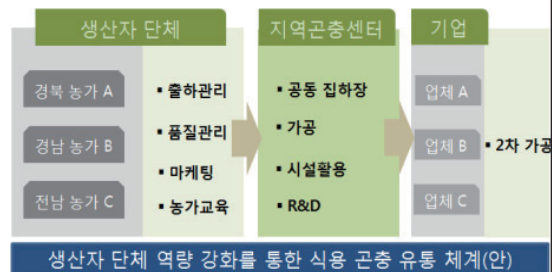 생산자 단체
경북 농가 A
경남 농가 B
전남 농가 C
▪ 출하관리
▪ 품질관리
▪ 마케팅
▪ 농가교육
지역곤충센터
▪ 공동 집하장
▪ 가공
▪ 시설활용
▪ R&D
기업
업체 A
업체 B
업체 C
▪ 2차 가공
생산자 단체 역량 강화를 통한 식용 곤충 유통 체계(안)